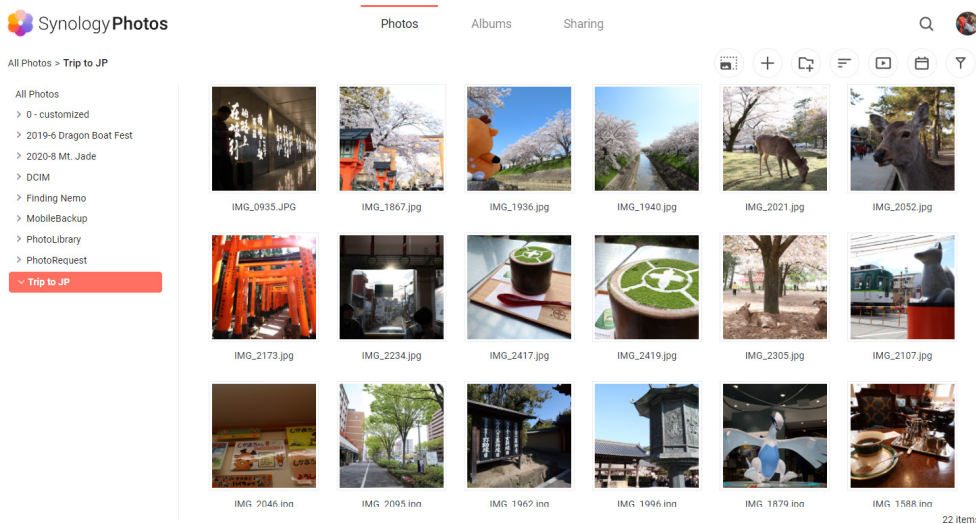 Synology Photos
Photos
Albums
Sharing
All Photos > Trip to JP
All Photos
0 - customized
2019-6 Dragon Boat Fest
2020-8 Mt. Jade
DCIM
Finding Nemo
MobileBackup
PhotoLibrary
PhotoRequest
Trip to JP
IMG_0935.JPG
IMG_1867.jpg
IMG_1936.jpg
IMG_1940.jpg
IMG_2021.jpg
IMG_2052.jpg
IMG_2173.jpg
IMG_2234.jpg
IMG_2417.jpg
IMG_2419.jpg
IMG_2305.jpg
IMG_2107.jpg
IMG_2046.jpg
IMG_2095.jpg
IMG_1962.jpg
IMG_1996.jpg
IMG_1879.jpg
IMG_1588.jpg
22 items